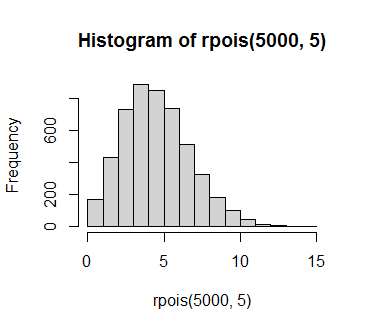 Histogram of rpois(5000, 5)
Frequency
600
200
0
0 5 10 15
rpois(5000, 5)